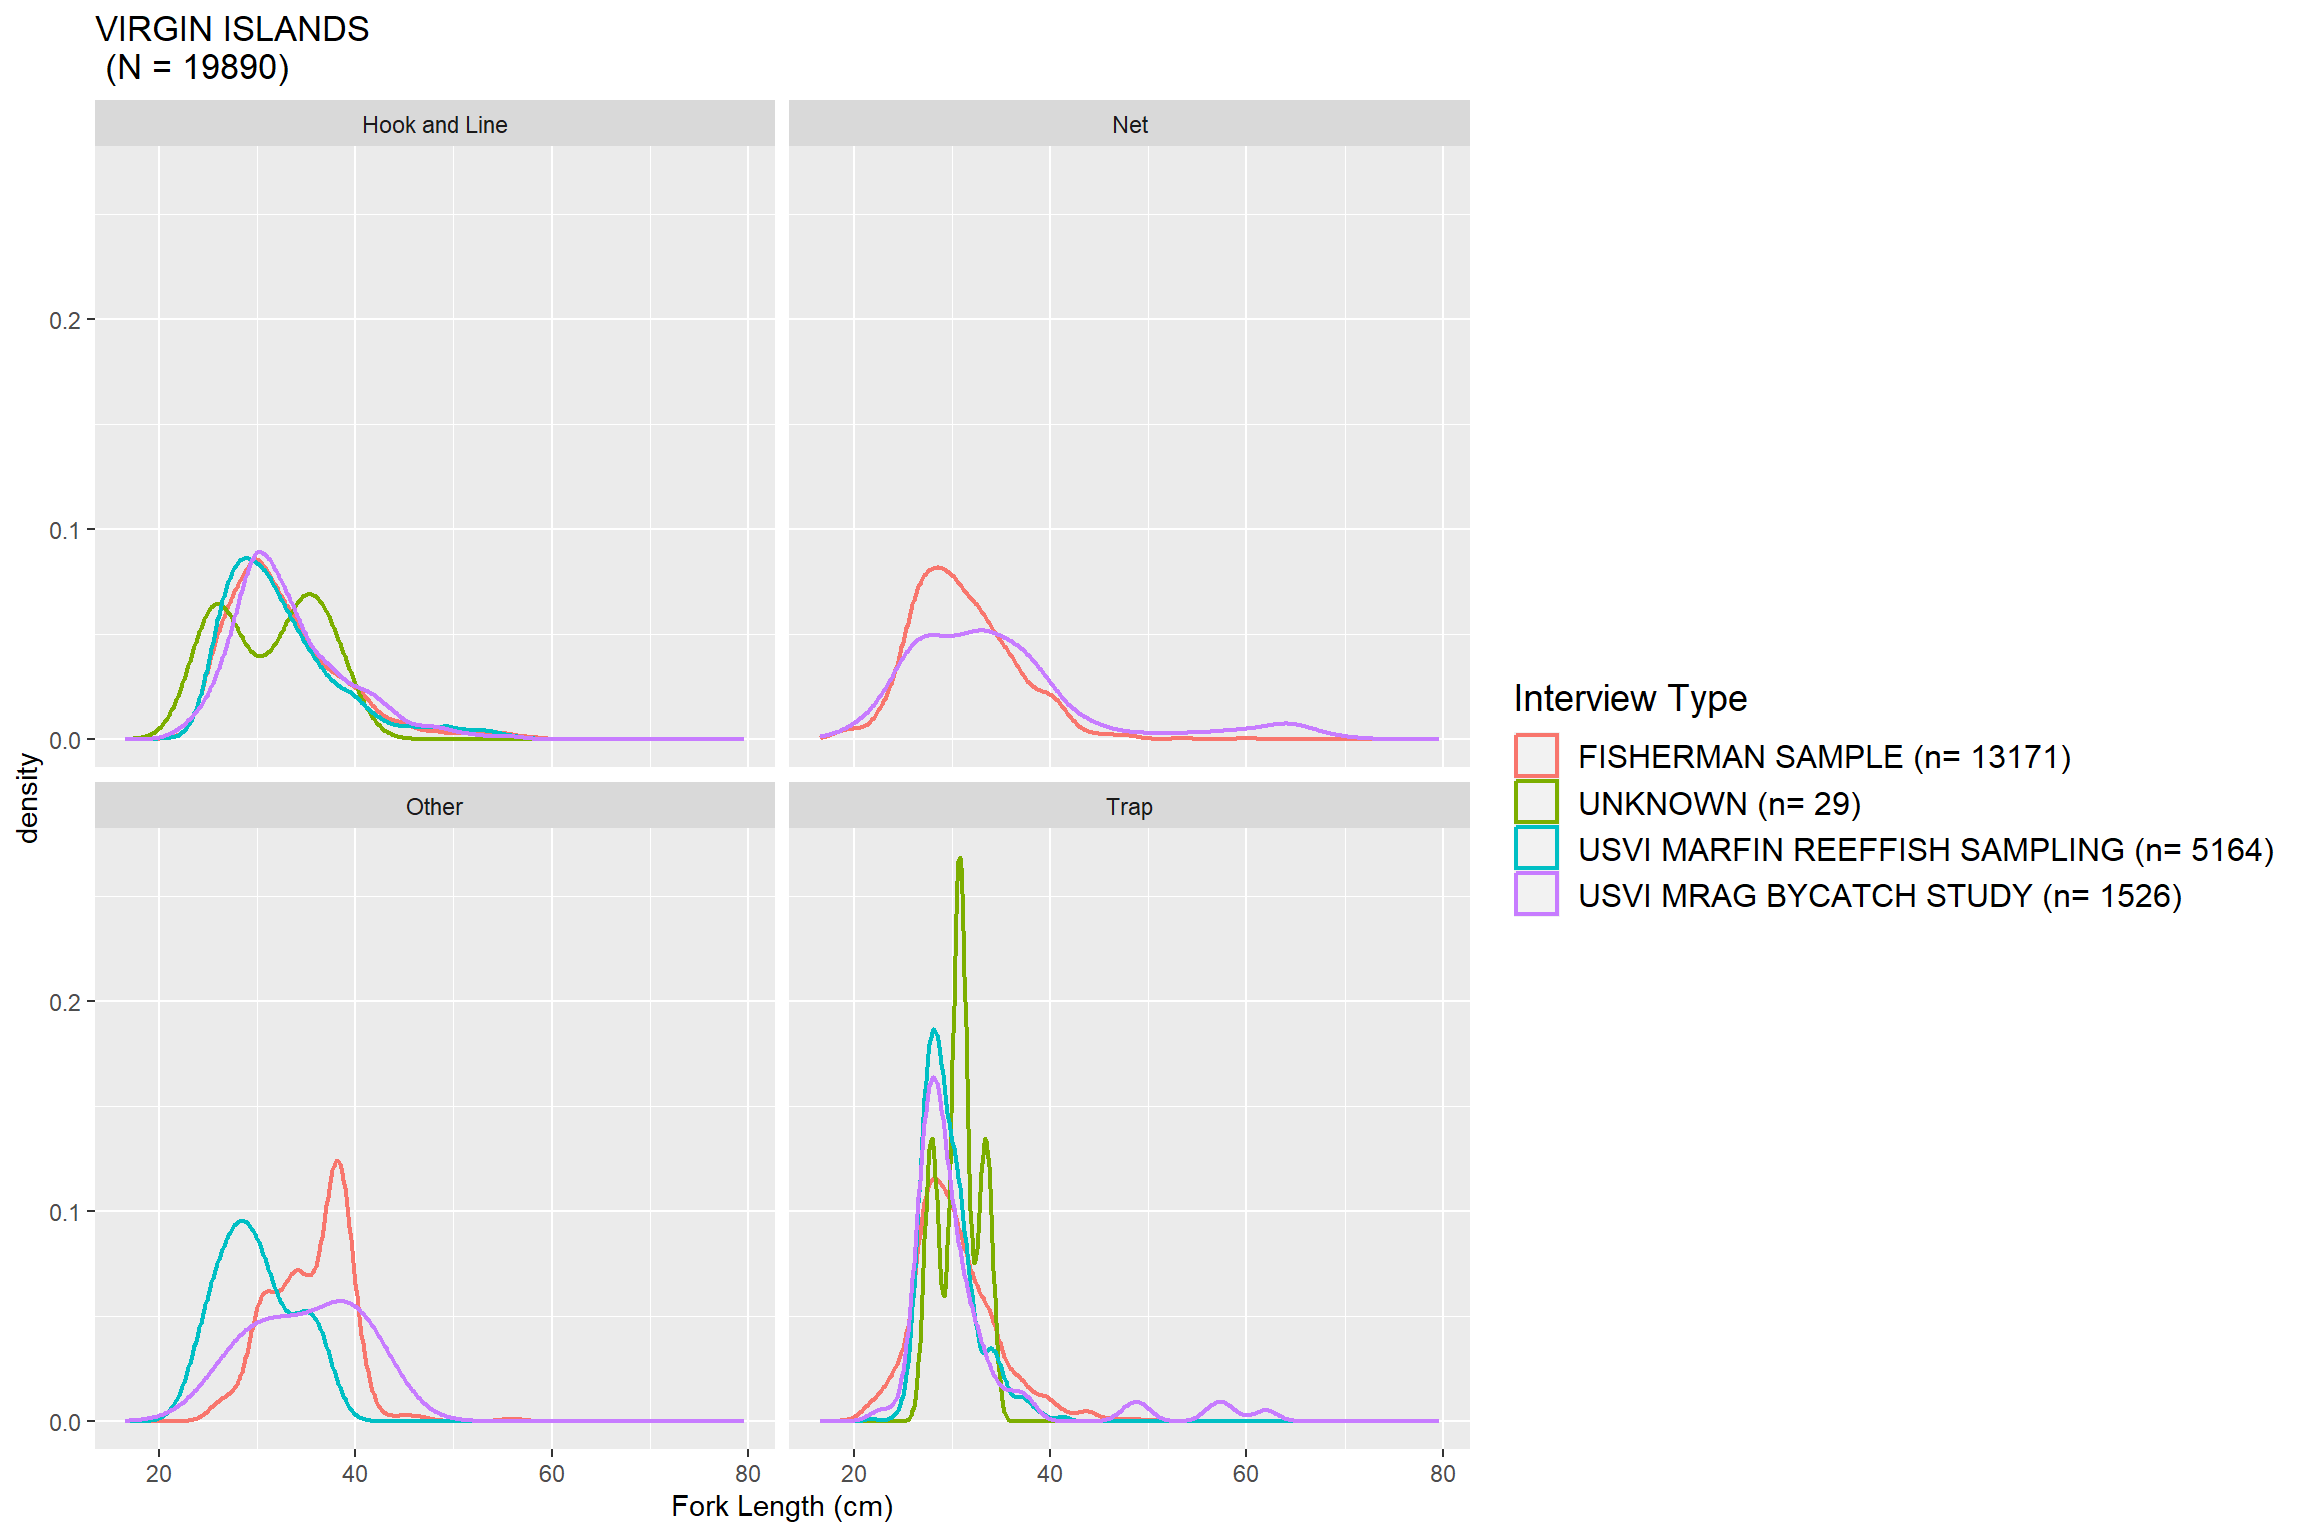 VIRGIN ISLANDS
(N = 19890)
Hook and Line
Net
0.2
0.1
0.0
density
Other
Trap
0.2
0.1
0.0
20 40 60 80 20 40 60 80
Fork Length (cm)
Interview Type
FISHERMAN SAMPLE (n= 13171)
UNKNOWN (n= 29)
USVI MARFIN REEFFISH SAMPLING (n= 5164)
USVI MRAG BYCATCH STUDY (n= 1526)